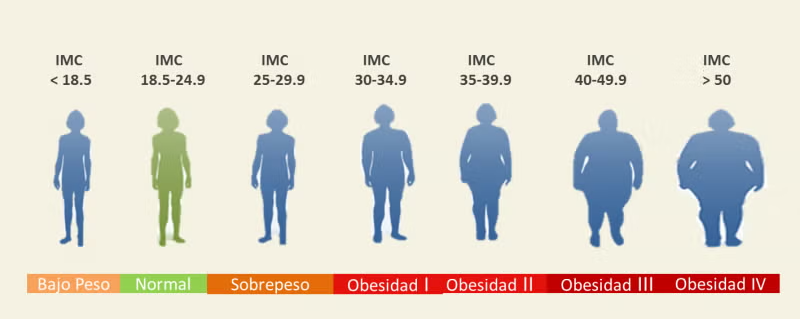 IMC
< 18.5
IMC
18.5-24.9
IMC
25-29.9
IMC
30-34.9
IMC
35-39.9
IMC
40-49.9
IMC
> 50
Bajo Peso
Normal
Sobrepeso
Obesidad I
Obesidad II
Obesidad III
Obesidad IV